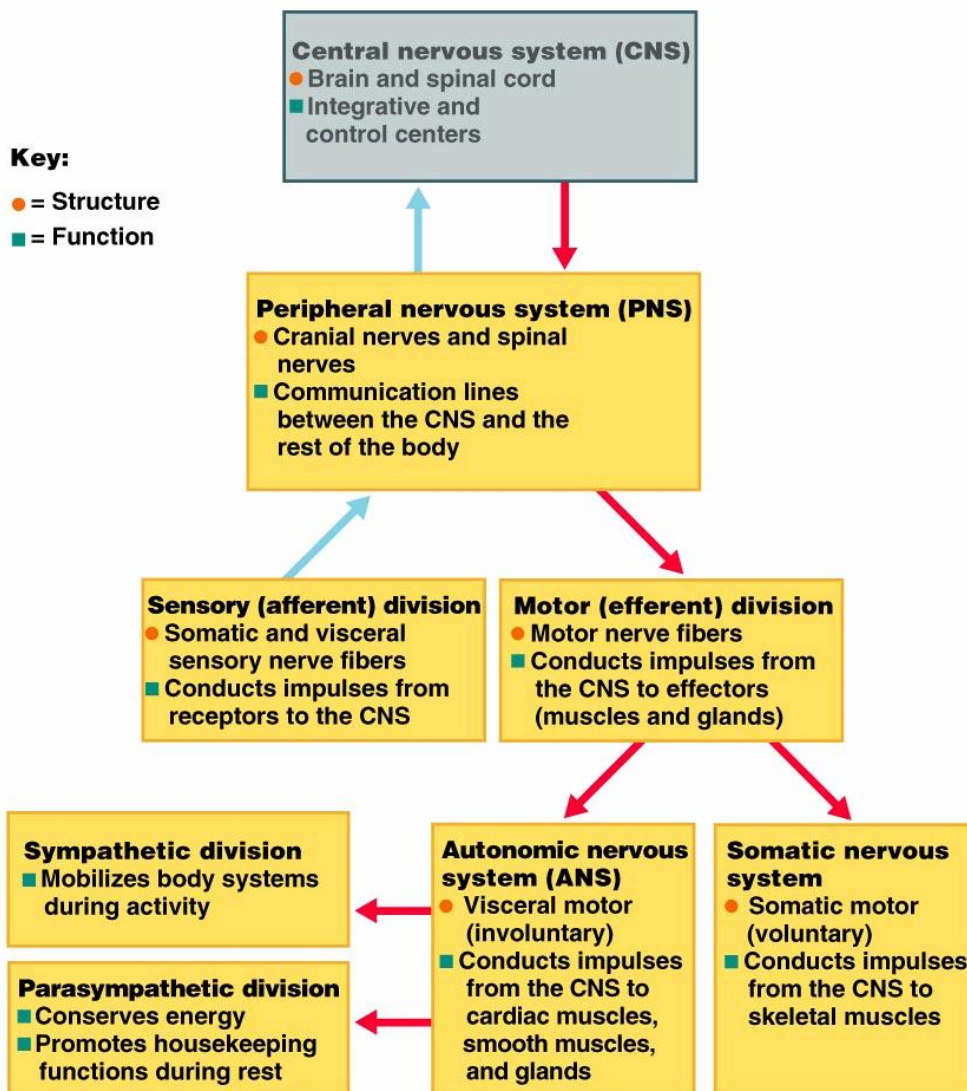 Central nervous system (CNS)
Brain and spinal cord
Integrative and
control centers
Key:
= Structure
= Function
Peripheral nervous system (PNS)
Cranial nerves and spinal
nerves
Communication lines
between the CNS and the
rest of the body
Sensory (afferent) division
Somatic and visceral
sensory nerve fibers
Conducts impulses from
receptors to the CNS
Motor (efferent) division
Motor nerve fibers
Conducts impulses from
the CNS to effectors
(muscles and glands)
Sympathetic division
Mobilizes body systems
during activity
Parasympathetic division
Conserves energy
Promotes housekeeping
functions during rest
Autonomic nervous
system (ANS)
Visceral motor
(involuntary)
Conducts impulses
from the CNS to
cardiac muscles,
smooth muscles,
and glands
Somatic nervous
system
Somatic motor
(voluntary)
Conducts impulses
from the CNS to
skeletal muscles